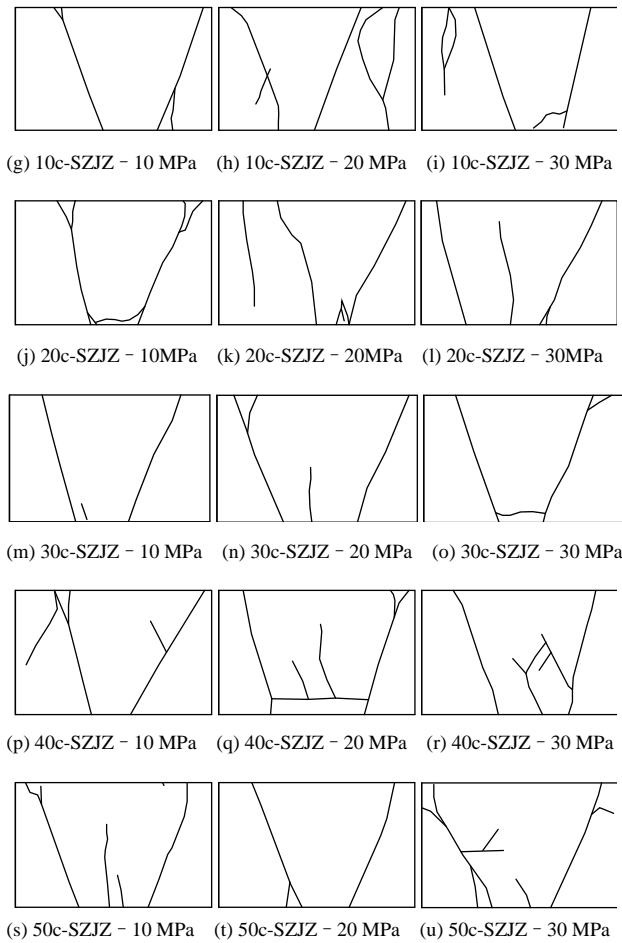 (g) 10c-SZJZ - 10 MPa (h) 10c-SZJZ - 20 MPa (i) 10c-SZJZ - 30 MPa
(j) 20c-SZJZ - 10MPa (k) 20c-SZJZ - 20MPa (l) 20c-SZJZ - 30MPa
(m) 30c-SZJZ - 10 MPa (n) 30c-SZJZ - 20 MPa (o) 30c-SZJZ - 30 MPa
(p) 40c-SZJZ - 10 MPa (q) 40c-SZJZ - 20 MPa (r) 40c-SZJZ - 30 MPa
(s) 50c-SZJZ - 10 MPa (t) 50c-SZJZ - 20 MPa (u) 50c-SZJZ - 30 MPa